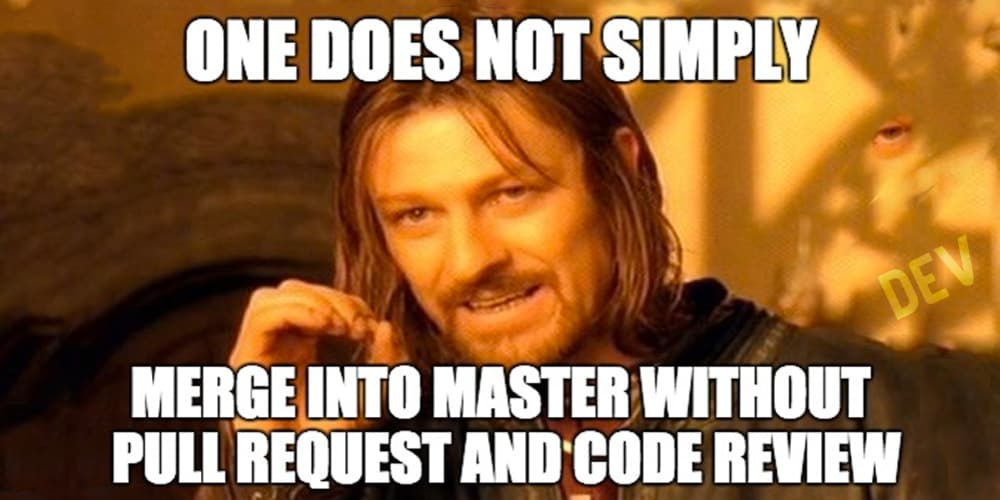 ONE DOES NOT SIMPLY
DEV
MERGE INTO MASTER WITHOUT
PULL REQUEST AND CODE REVIEW